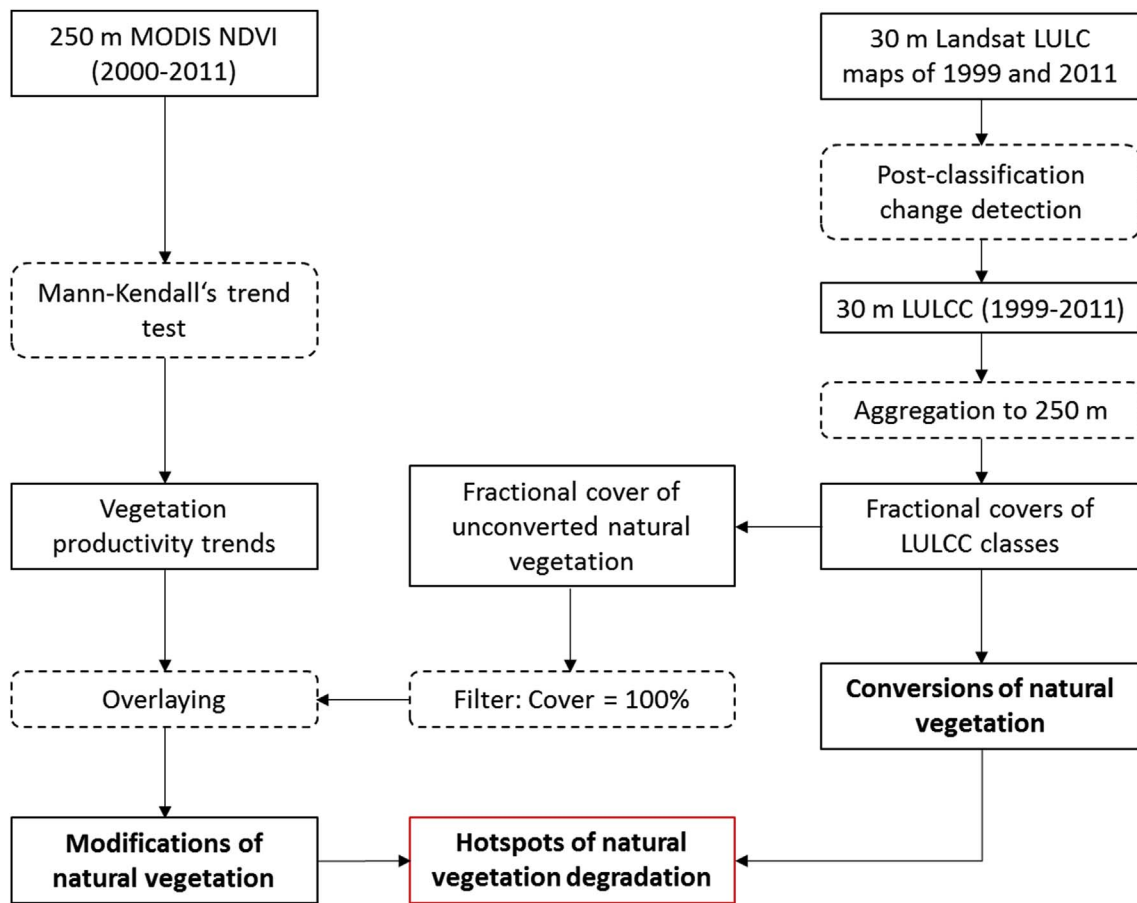 250 m MODIS NDVI
(2000-2011)
30 m Landsat LULC
maps of 1999 and 2011
Post-classification
change detection
Mann-Kendall‘s trend
test
30 m LULCC (1999-2011)
Aggregation to 250 m
Vegetation
productivity trends
Fractional cover of
unconverted natural
vegetation
Fractional covers of
LULCC classes
Overlaying
Filter: Cover = 100%
Conversions of natural
vegetation
Modifications of
natural vegetation
Hotspots of natural
vegetation degradation